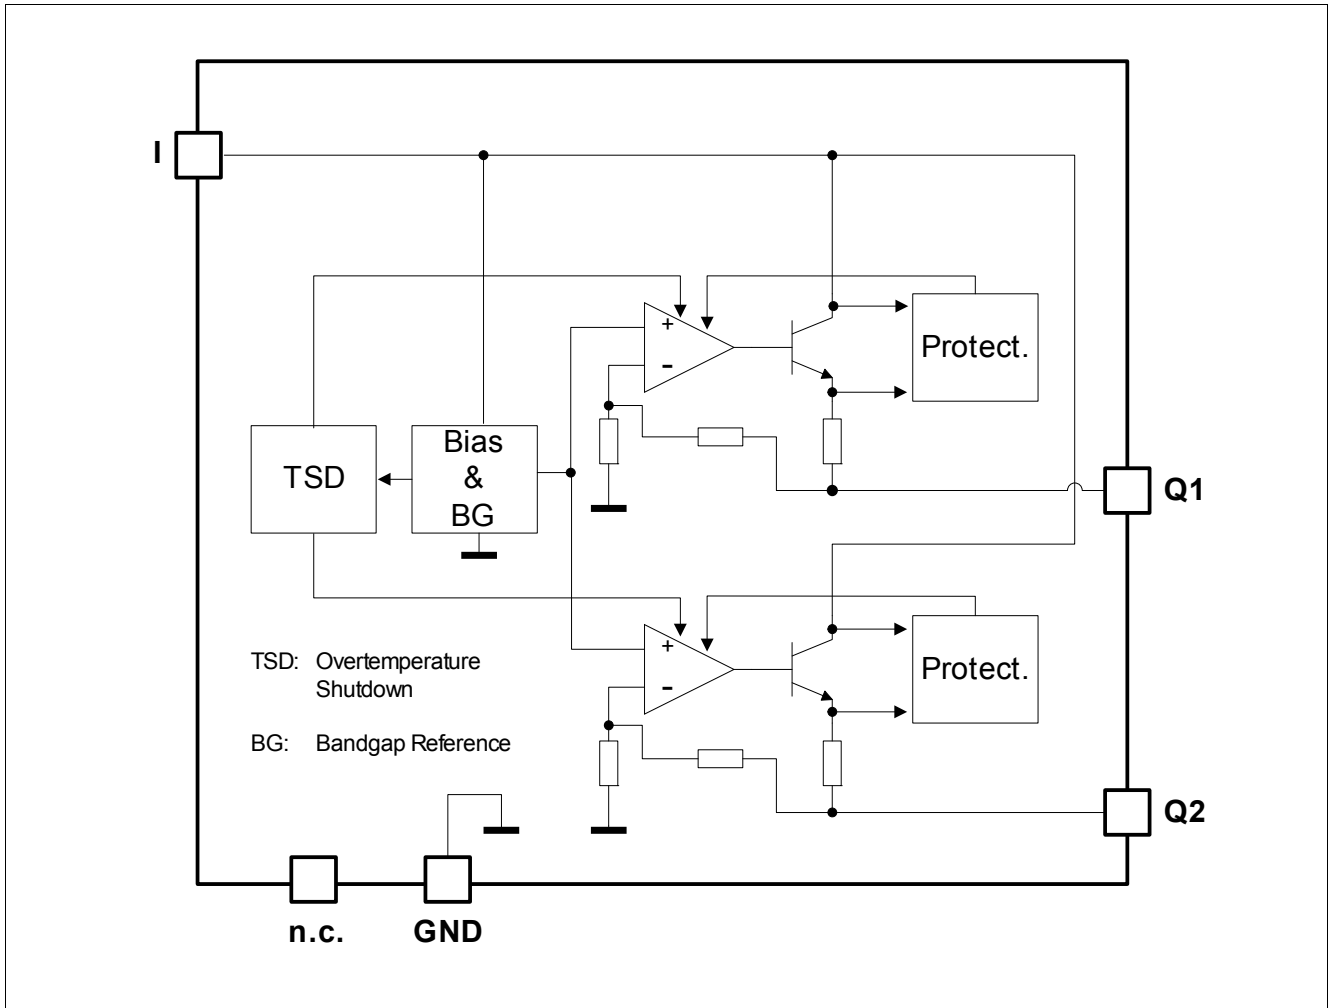 I
+
-
Protect.
TSD
Bias
&
BG
Q1
+
-
Protect.
TSD: Overtemperature
Shutdown
BG: Bandgap Reference
Q2
n.c.
GND